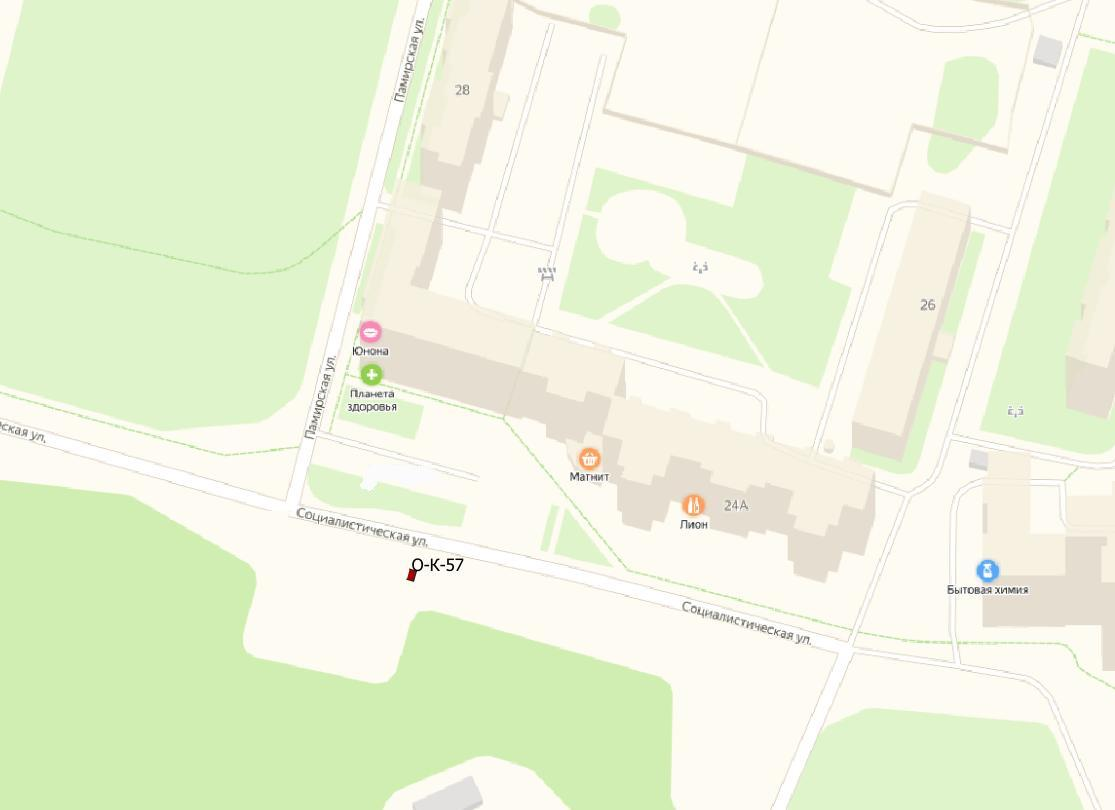 Памирская ул.
28
26
Юнона
Памирская ул.
Планета
здоровья
ская ул.
Магнит
24А
Лион
Социалистическая ул.
О-К-57
Бытовая химия
Социалистическая ул.